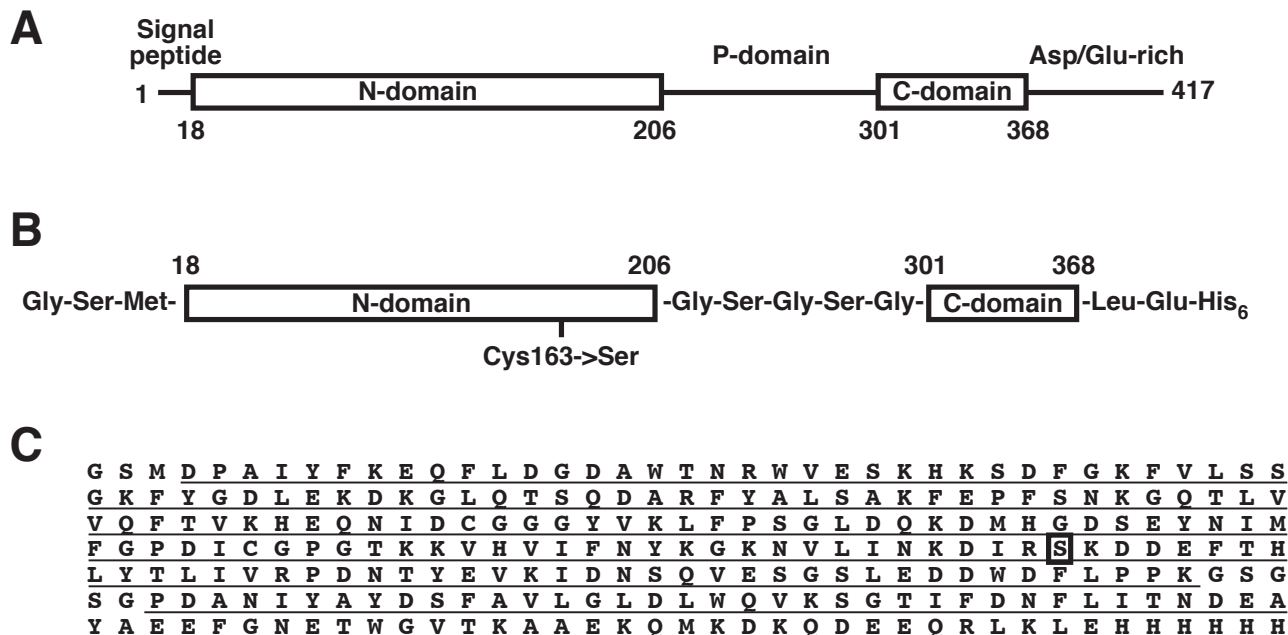 A
Signal
peptide
P-domain
Asp/Glu-rich
1
N-domain
C-domain
417
18
206
301
368
B
18
206
301
368
Gly-Ser-Met-
N-domain
-Gly-Ser-Gly-Ser-Gly-
C-domain
-Leu-Glu-His6
Cys163->Ser
C
G S M D P A I Y F K E Q F L D G D A W T N R W V E S K H K S D F G K F V L S S
G K F Y G D L E K D K G L Q T S Q D A R F Y A L S A K F E P F S N K G Q T L V
V Q F T V K H E Q N I D C G G G Y V K L F P S G L D Q K D M H G D S E Y N I M
F G P D I C G P G T K K V H V I F N Y K G K N V L I N K D I R S K D D E F T H
L Y T L I V R P D N T Y E V K I D N S Q V E S G S L E D D W D F L P P K G S G
S G P D A N I Y A Y D S F A V L G L D L W Q V K S G T I F D N F L I T N D E A
Y A E E F G N E T W G V T K A A E K Q M K D K Q D E E Q R L K L E H H H H H H